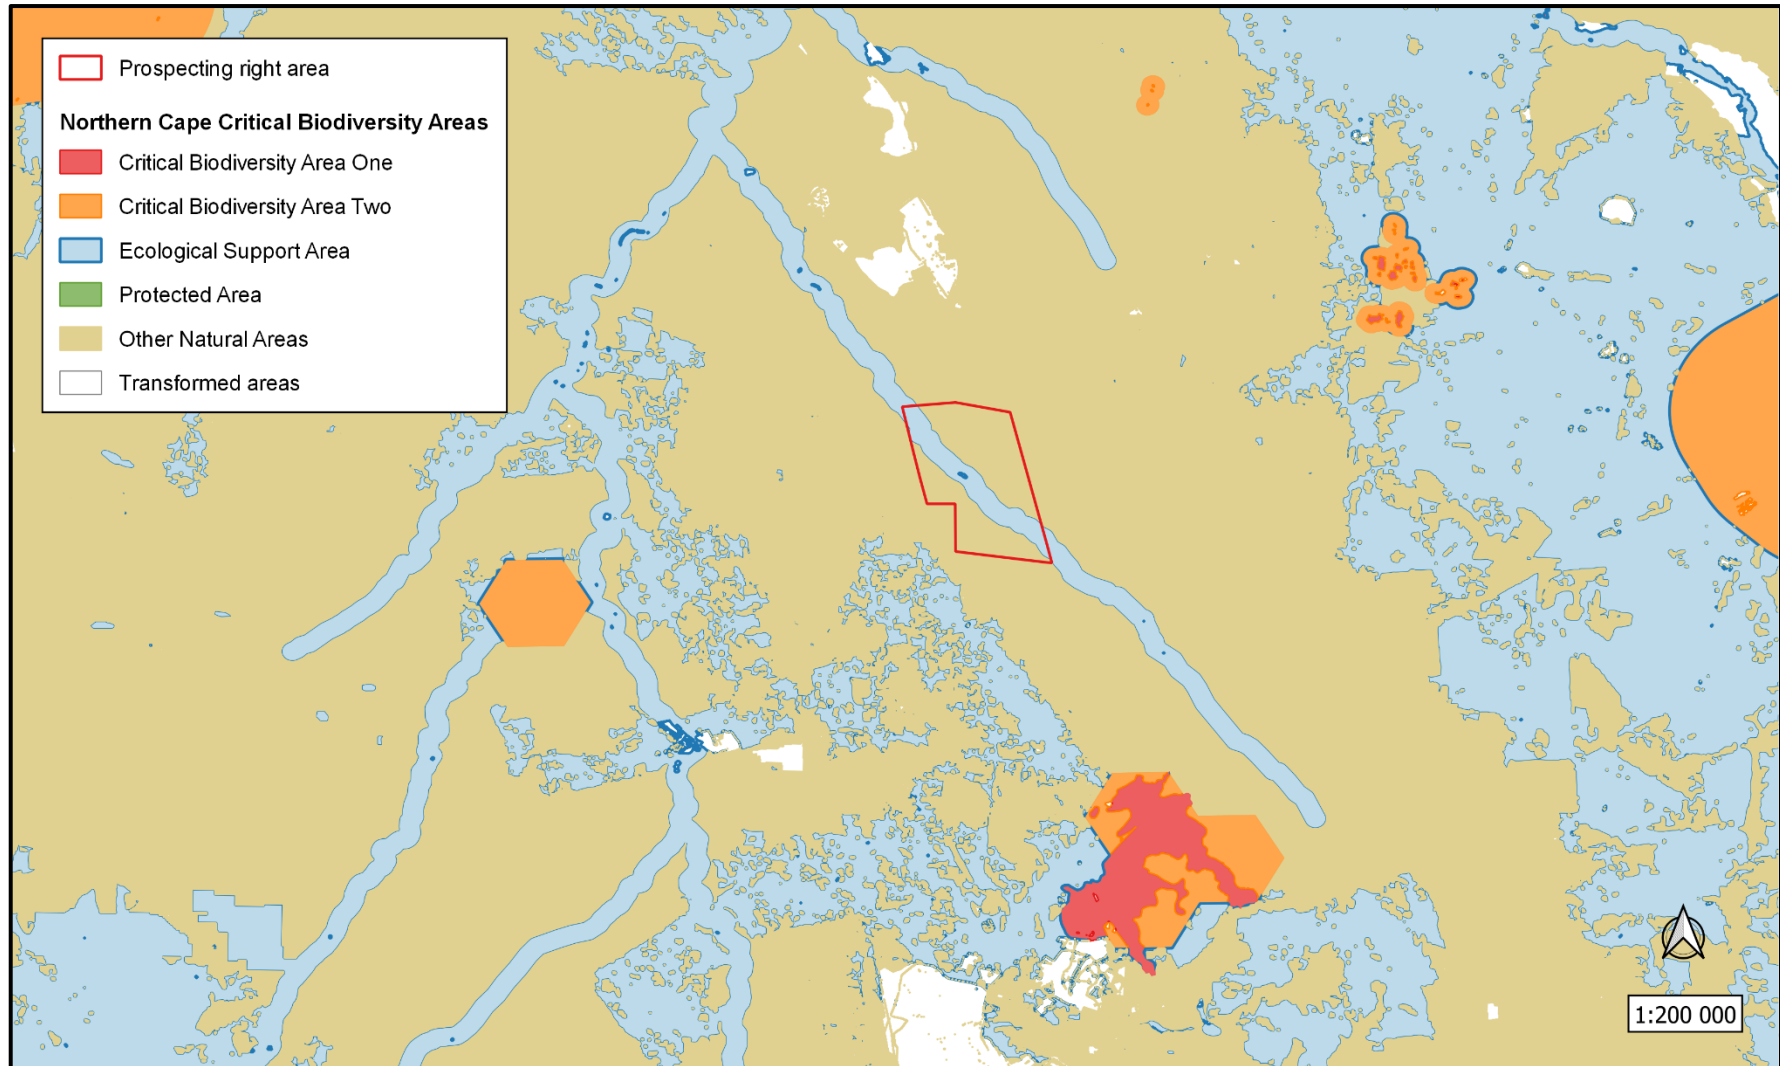 Prospecting right area
Northern Cape Critical Biodiversity Areas
Critical Biodiversity Area One
Critical Biodiversity Area Two
Ecological Support Area
Protected Area
Other Natural Areas
Transformed areas
1:200 000